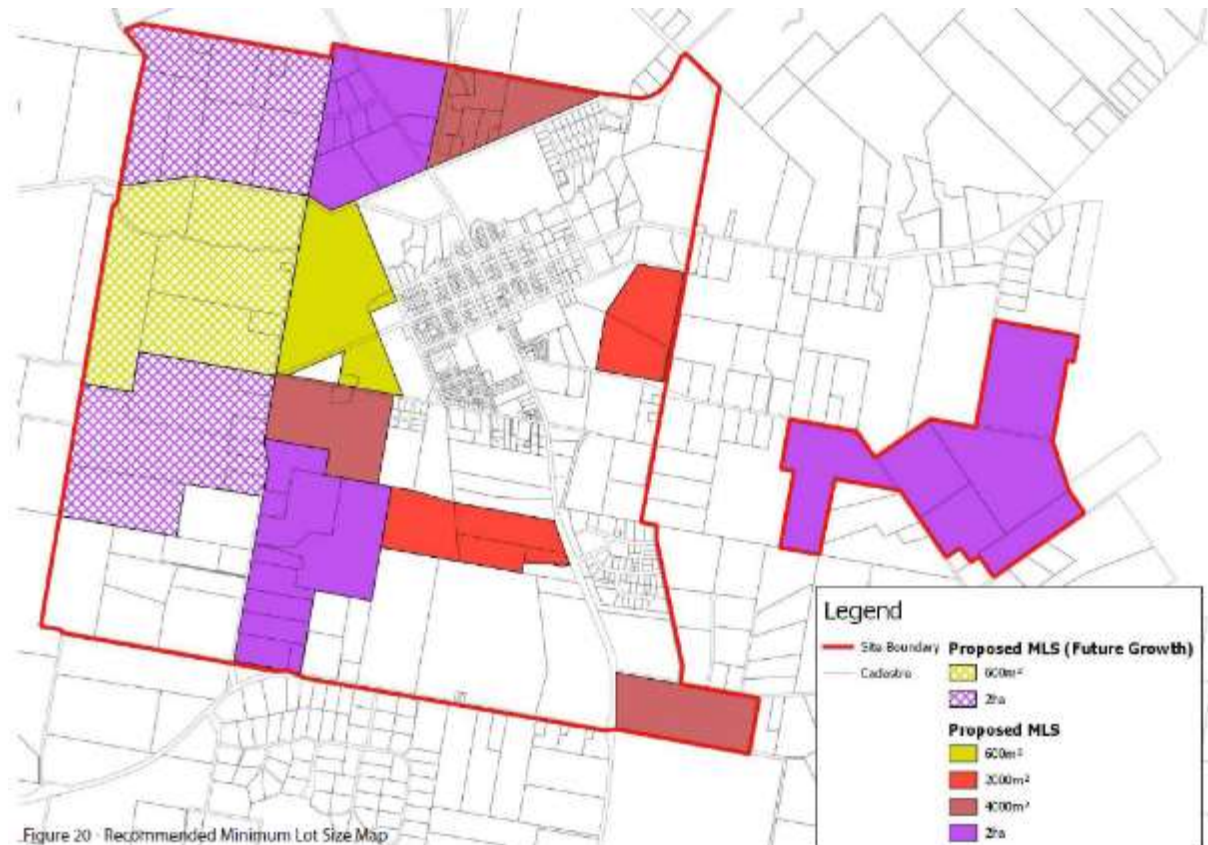 Legend
Site Boundary
Cadastre
Proposed MLS (Future Growth)
600m²
2ha
Proposed MLS
600m²
2000m²
4000m²
2ha
Figure 20 - Recommended Minimum Lot Size Map